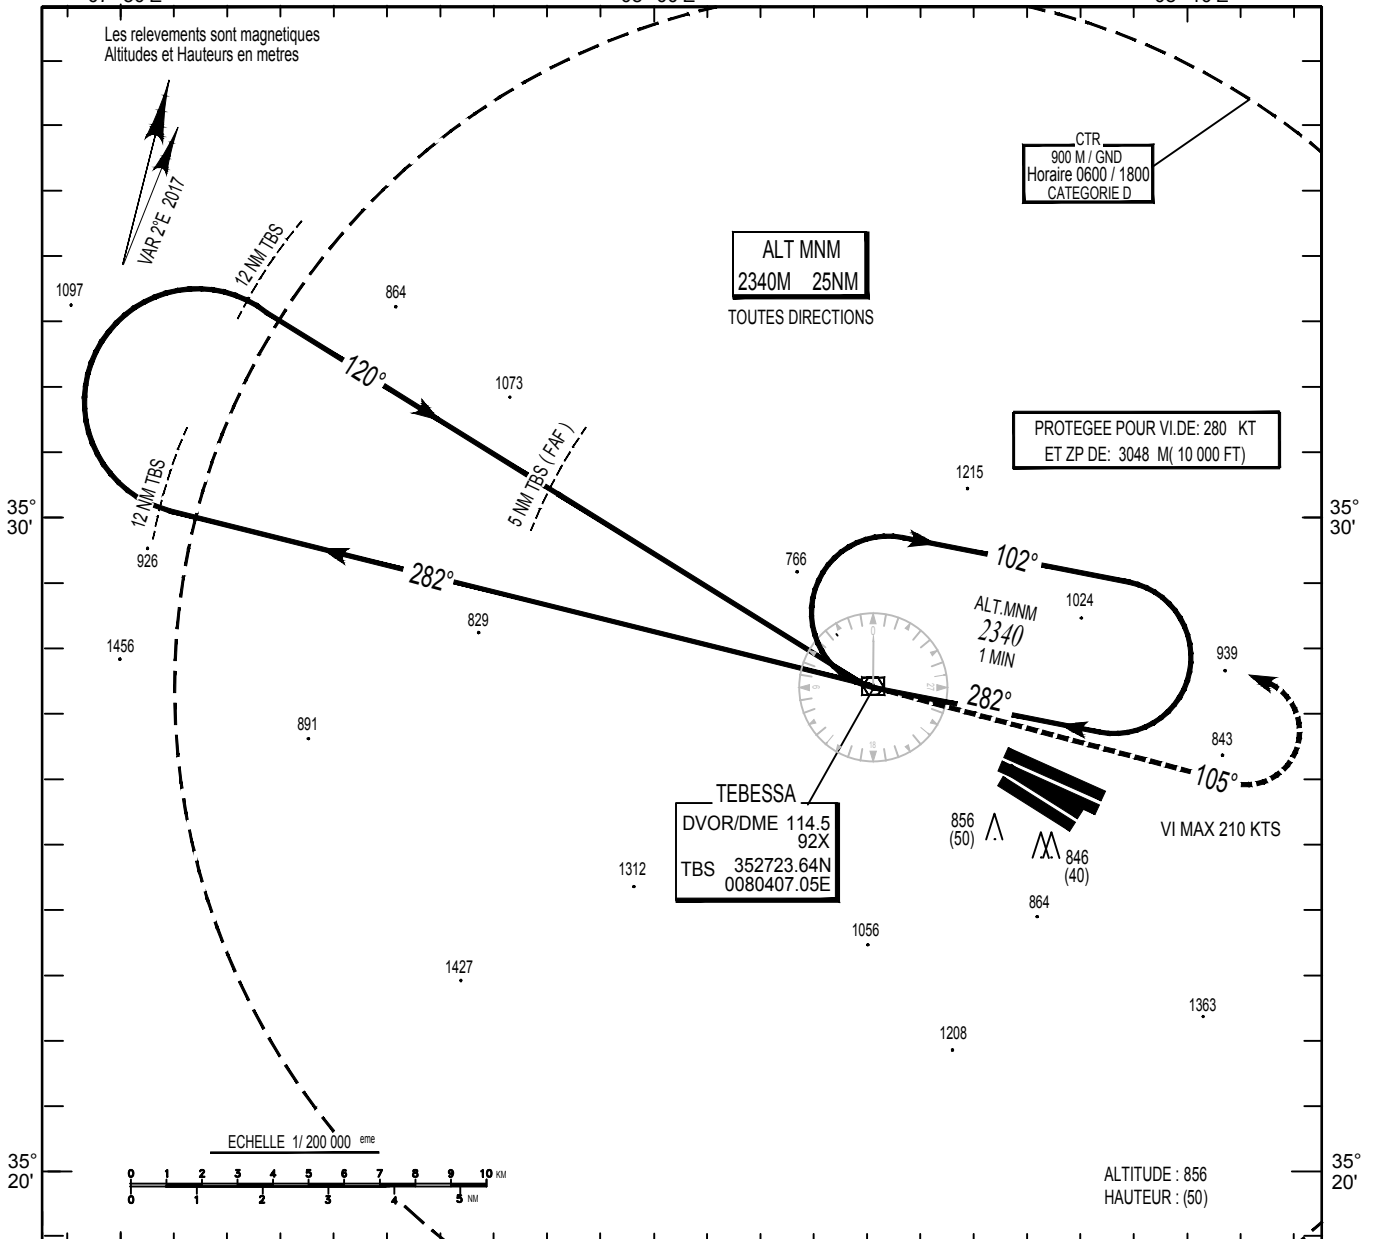 Les relevements sont magnetiques
Altitudes et Hauteurs en metres
VAR 2°E 2017
CTR
900 M / GND
Horaire 0600 / 1800
CATEGORIE D
12 NM TBS
ALT MNM
2340M 25NM
TOUTES DIRECTIONS
1097
864
120°
1073
PROTEGEE POUR VI.DE: 280 KT
ET ZP DE: 3048 M( 10 000 FT)
5 NM TBS ( FAF )
1215
12 NM TBS
35°
30'
35°
30'
926
766
102°
282°
ALT.MNM
2340
1 MIN
1024
829
1456
939
0
9
27
18
282°
891
843
105°
TEBESSA
DVOR/DME 114.5
92X
TBS 352723.64N
0080407.05E
856
(50)
846
(40)
VI MAX 210 KTS
1312
864
1056
1427
1363
1208
ECHELLE 1/ 200 000 eme
0 1 2 3 4 5 6 7 8 9 10 KM
0 1 2 3 4 5 NM
35°
20'
35°
20'
ALTITUDE : 856
HAUTEUR : (50)